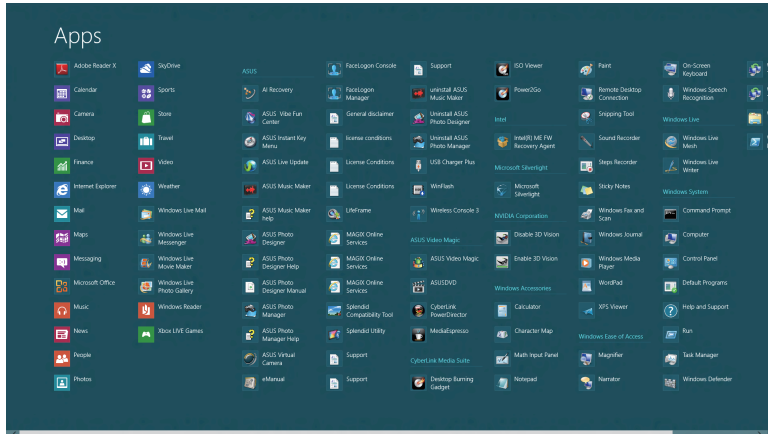 Apps
Adobe Reader X
Calendar
Camera
Desktop
Finance
Internet Explorer
Mail
Maps
Messaging
Microsoft Office
Music
News
People
Photos
SkyDrive
Sports
Store
Travel
Video
Weather
Windows Live Mail
Windows Live
Messenger
Windows Live
Movie Maker
Windows Live
Photo Gallery
Windows Reader
Xbox LIVE Games
ASUS
AI Recovery
ASUS Vibe Fun
Center
ASUS Instant Key
Menu
ASUS Live Update
ASUS Music Maker
ASUS Music Maker
help
ASUS Photo
Designer
ASUS Photo
Designer Help
ASUS Photo
Designer Manual
ASUS Photo
Manager
ASUS Photo
Manager Help
ASUS Virtual
Camera
eManual
FaceLogon Console
FaceLogon
Manager
General disclaimer
license conditions
License Conditions
License Conditions
LifeFrame
MAGIX Online
Services
MAGIX Online
Services
MAGIX Online
Services
Splendid
Compatibility Tool
Splendid Utility
Support
Support
Support
uninstall ASUS
Music Maker
Uninstall ASUS
Photo Designer
Uninstall ASUS
Photo Manager
USB Charger Plus
WinFlash
Wireless Console 3
ASUS Video Magic
ASUS Video Magic
ASUSDVD
CyberLink
PowerDirector
MediaEspresso
CyberLink Media Suite
Desktop Burning
Gadget
ISO Viewer
Power2Go
Intel
Intel(R) ME FW
Recovery Agent
Microsoft Silverlight
Microsoft
Silverlight
NVIDIA Corporation
Disable 3D Vision
Enable 3D Vision
Windows Accessories
Calculator
Character Map
Math Input Panel
Notepad
Paint
Remote Desktop
Connection
Snipping Tool
Sound Recorder
Steps Recorder
Sticky Notes
Windows Fax and
Scan
Windows Journal
Windows Media
Player
WordPad
XPS Viewer
Windows Ease of Access
Magnifier
Narrator
On-Screen
Keyboard
Windows Speech
Recognition
Windows Live
Windows Live
Mesh
Windows Live
Writer
Windows System
Command Prompt
Computer
Control Panel
Default Programs
Help and Support
Run
Task Manager
Windows Defender